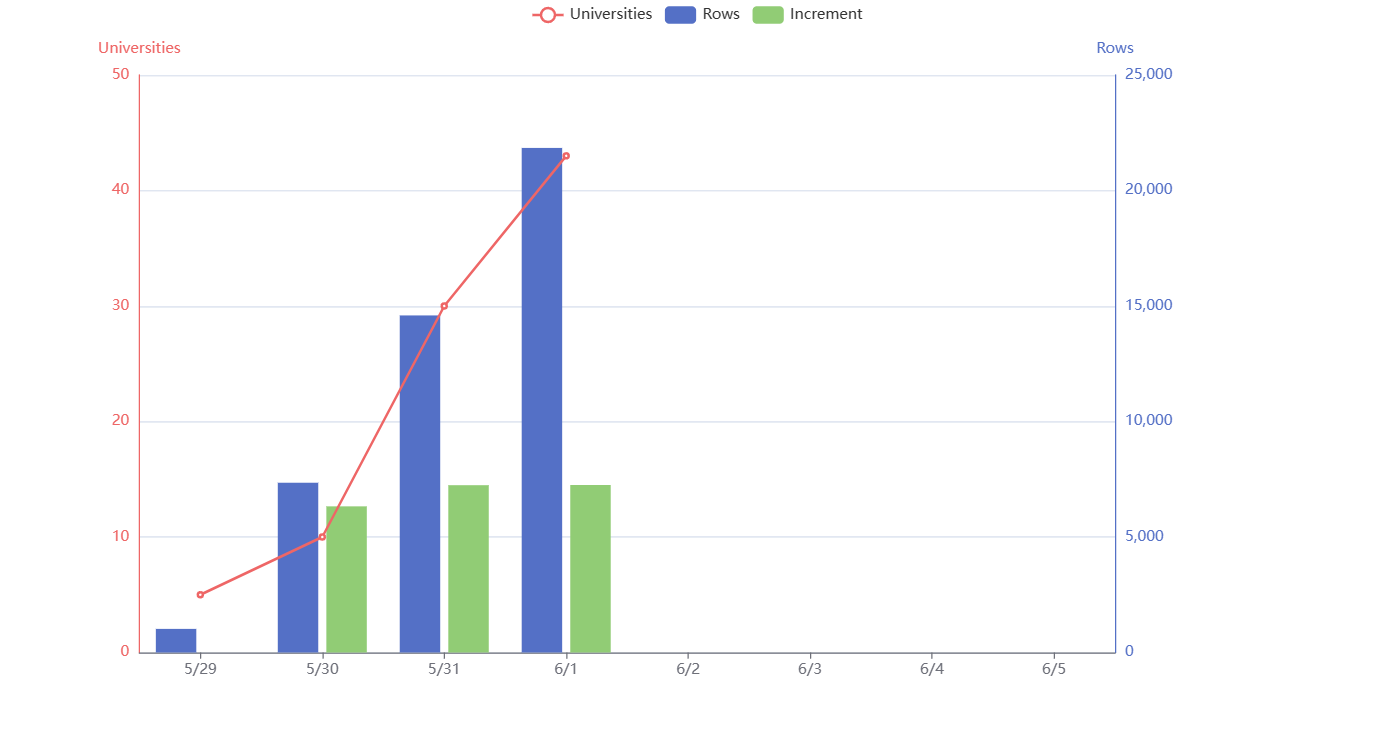 Universities Rows Increment
Universities Rows
50 25,000
40 20,000
30 15,000
20 10,000
10 5,000
0 0
5/29 5/30 5/31 6/1 6/2 6/3 6/4 6/5